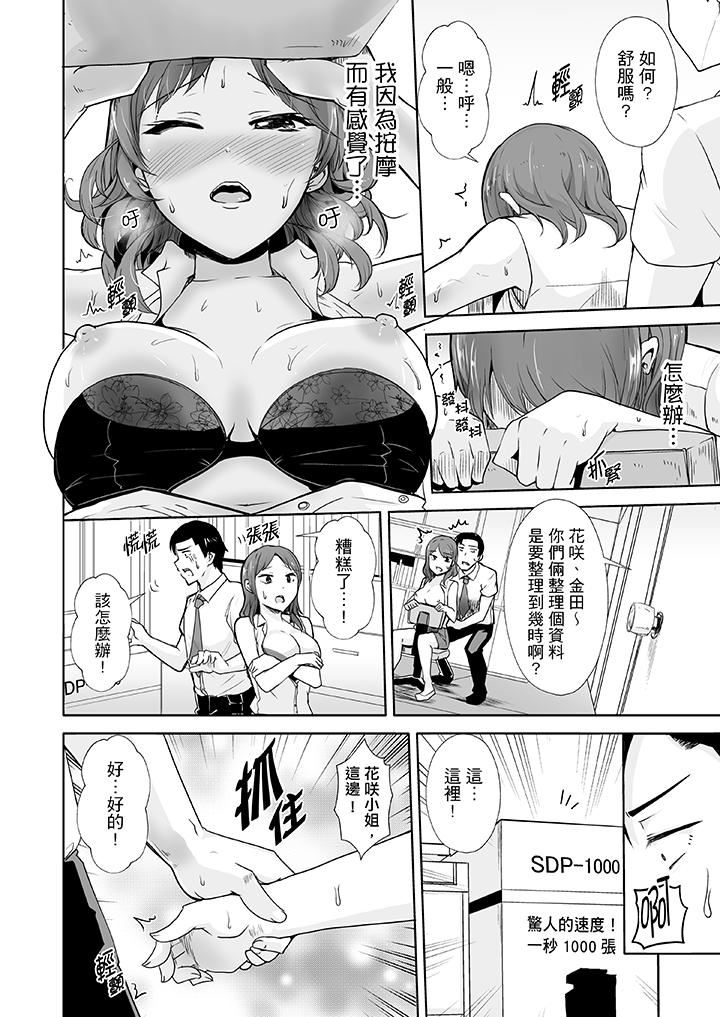 如何？
舒服嗎？
嗯…呼…
一般…
輕顫
我因為按摩
而有感覺了…
吁
吁
輕顫
輕顫
怎麼辦…
發抖
發抖
抓緊
花咲、金田～
你們倆整理個資料
是要整理到幾時啊？
糟糕了…！
張張
慌慌
該怎麼辦！
DP-
這…
這裡！
SDP-1000
驚人的速度！
一秒1000張
花咲小姐，
這邊！
抓住
好…好的！
輕顫